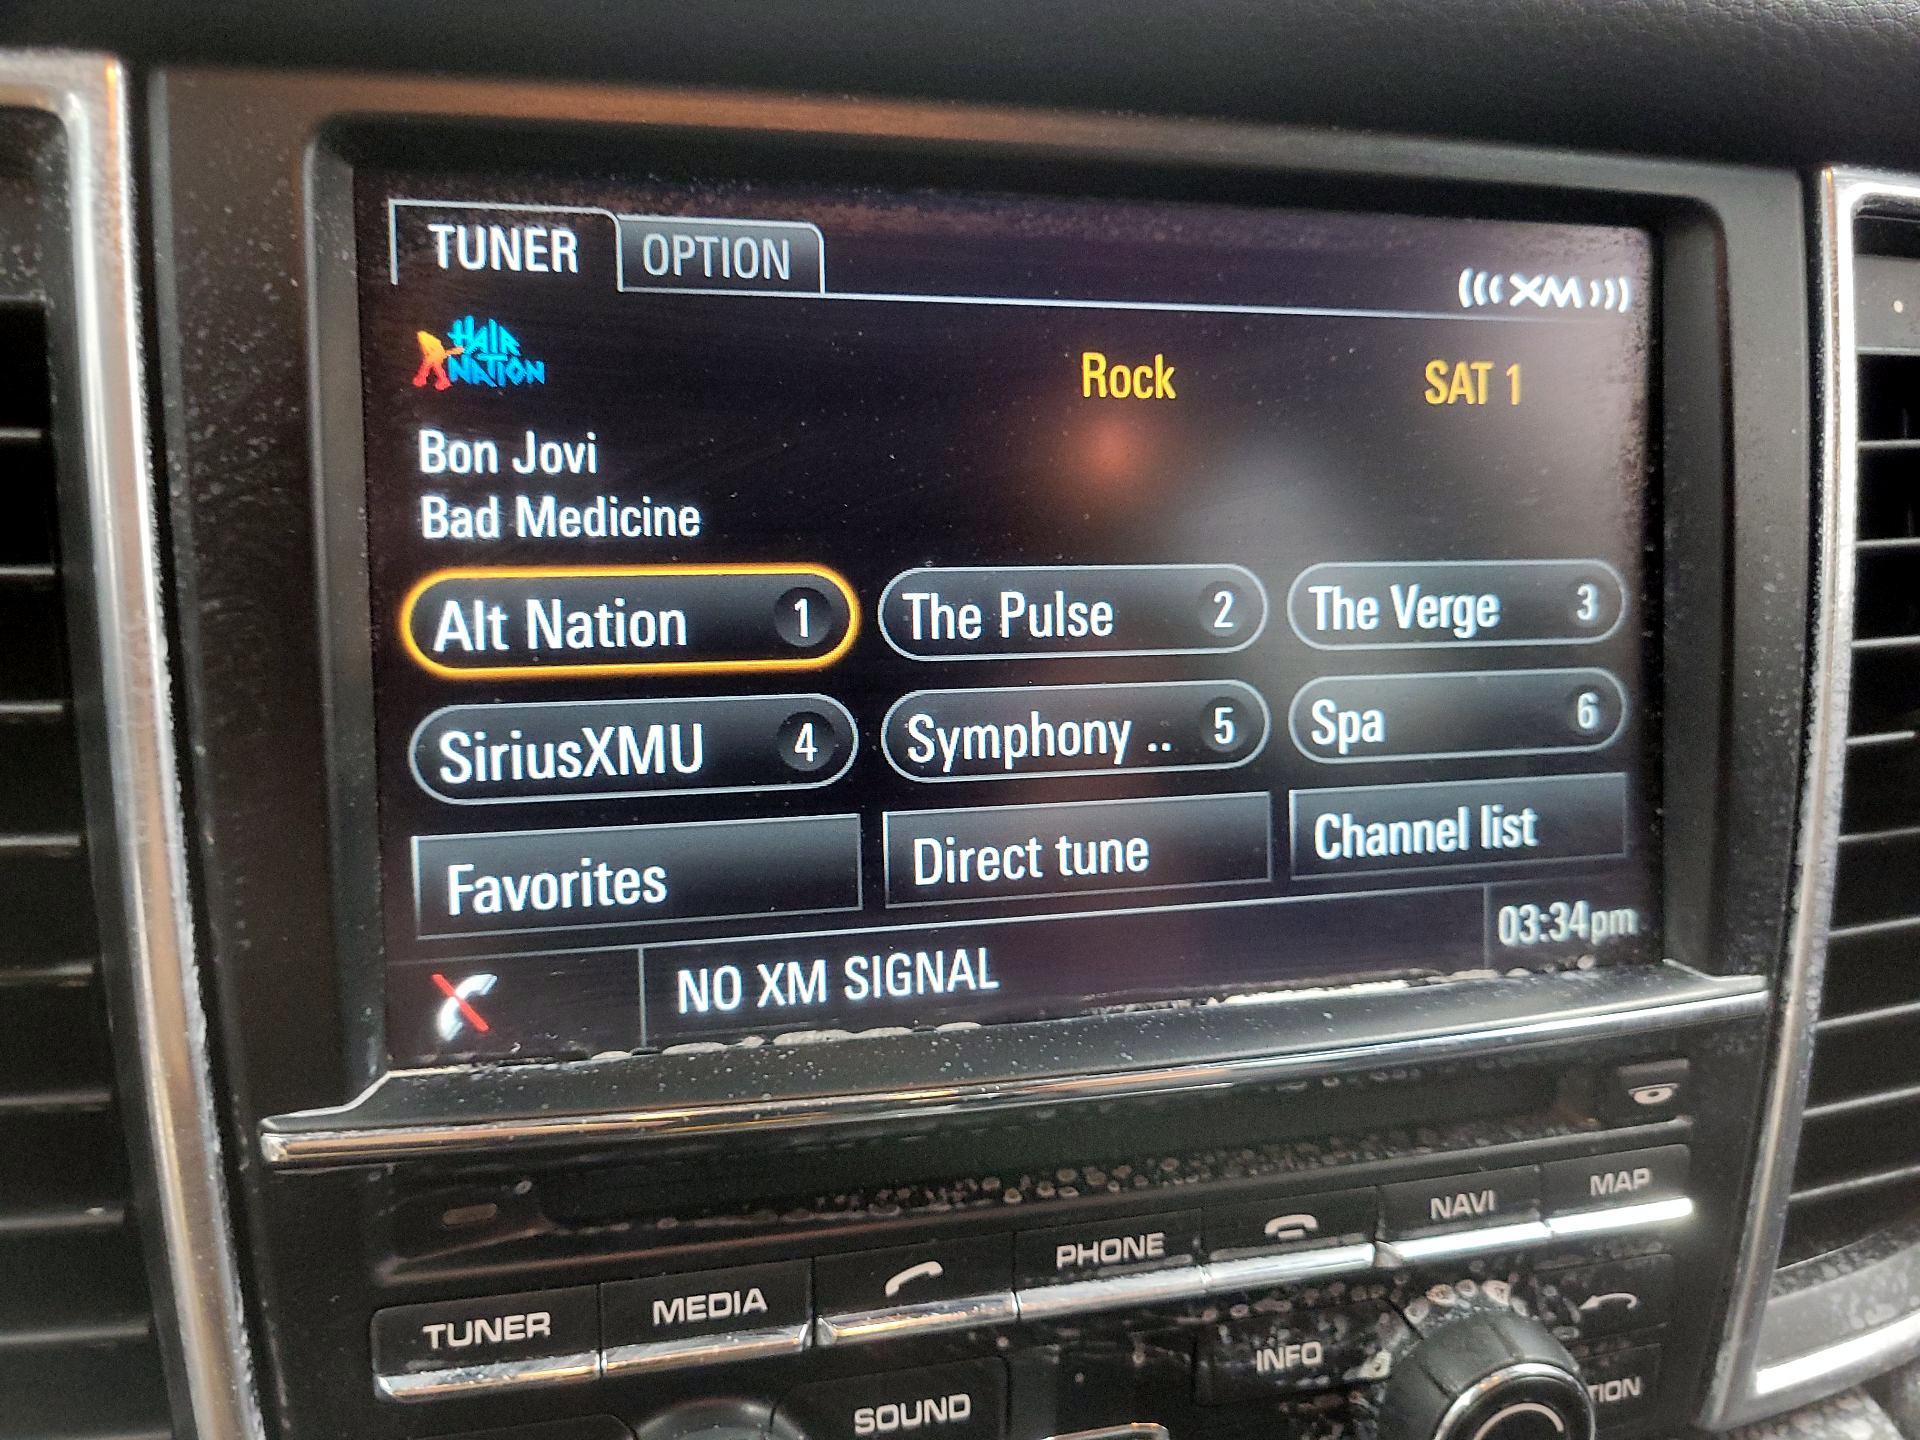 TUNER OPTION
(((XM)))
HAIR NATION
Rock SAT 1
Bon Jovi
Bad Medicine
Alt Nation 1 The Pulse 2 The Verge 3
SiriusXMU 4 Symphony .. 5 Spa 6
Favorites Direct tune Channel list
NO XM SIGNAL 03:34pm
TUNER MEDIA PHONE NAVI MAP
SOUND INFO